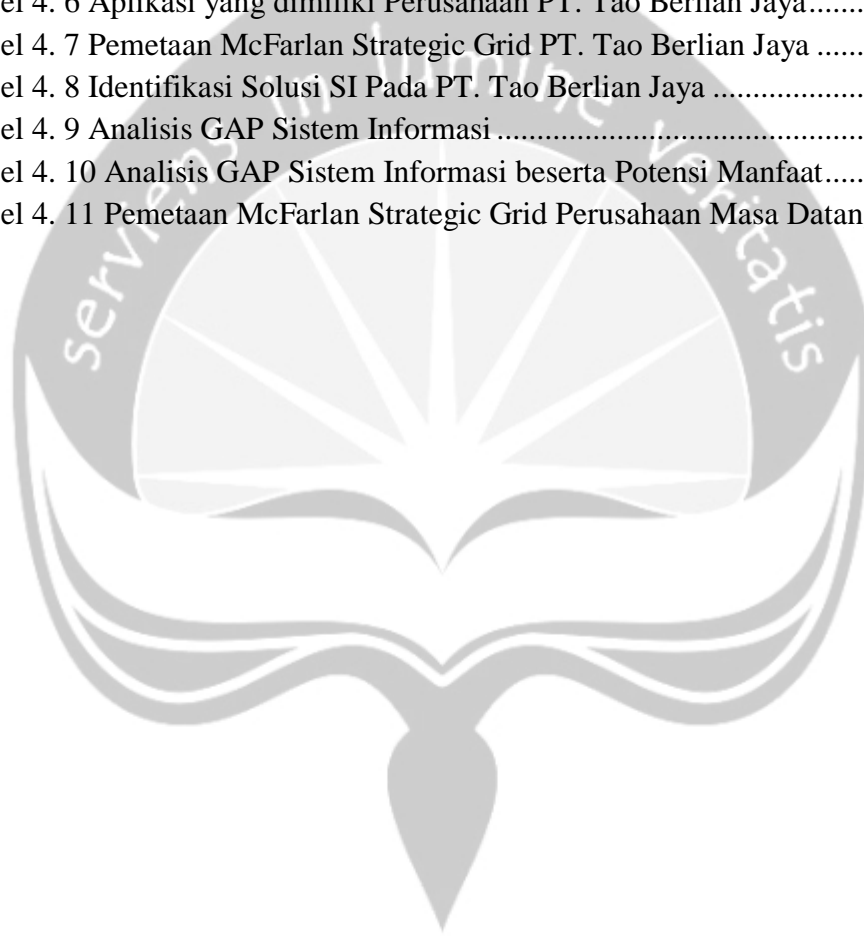 el 4. 6 Aplikasi yang dimiliki Perusahaan PT. Tao Berlian Jaya.......
el 4. 7 Pemetaan McFarlan Strategic Grid PT. Tao Berlian Jaya ......
el 4. 8 Identifikasi Solusi SI Pada PT. Tao Berlian Jaya ..................
el 4. 9 Analisis GAP Sistem Informasi ...........................................
el 4. 10 Analisis GAP Sistem Informasi beserta Potensi Manfaat.....
el 4. 11 Pemetaan McFarlan Strategic Grid Perusahaan Masa Datan
serviens in lumine veritatis